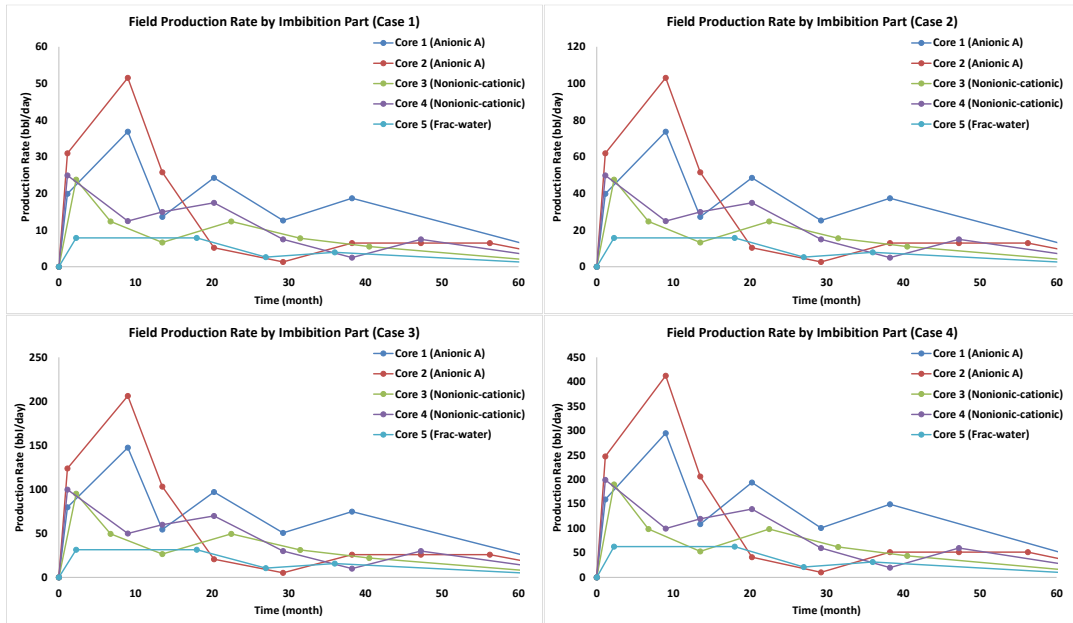 Field Production Rate by Imbibition Part (Case 1)
Production Rate (bbl/day)
60
50
40
30
20
10
0
0 10 20 30 40 50 60
Time (month)
Core 1 (Anionic A)
Core 2 (Anionic A)
Core 3 (Nonionic-cationic)
Core 4 (Nonionic-cationic)
Core 5 (Frac-water)
Field Production Rate by Imbibition Part (Case 2)
Production Rate (bbl/day)
120
100
80
60
40
20
0
0 10 20 30 40 50 60
Time (month)
Core 1 (Anionic A)
Core 2 (Anionic A)
Core 3 (Nonionic-cationic)
Core 4 (Nonionic-cationic)
Core 5 (Frac-water)
Field Production Rate by Imbibition Part (Case 3)
Production Rate (bbl/day)
250
200
150
100
50
0
0 10 20 30 40 50 60
Time (month)
Core 1 (Anionic A)
Core 2 (Anionic A)
Core 3 (Nonionic-cationic)
Core 4 (Nonionic-cationic)
Core 5 (Frac-water)
Field Production Rate by Imbibition Part (Case 4)
Production Rate (bbl/day)
450
400
350
300
250
200
150
100
50
0
0 10 20 30 40 50 60
Time (month)
Core 1 (Anionic A)
Core 2 (Anionic A)
Core 3 (Nonionic-cationic)
Core 4 (Nonionic-cationic)
Core 5 (Frac-water)